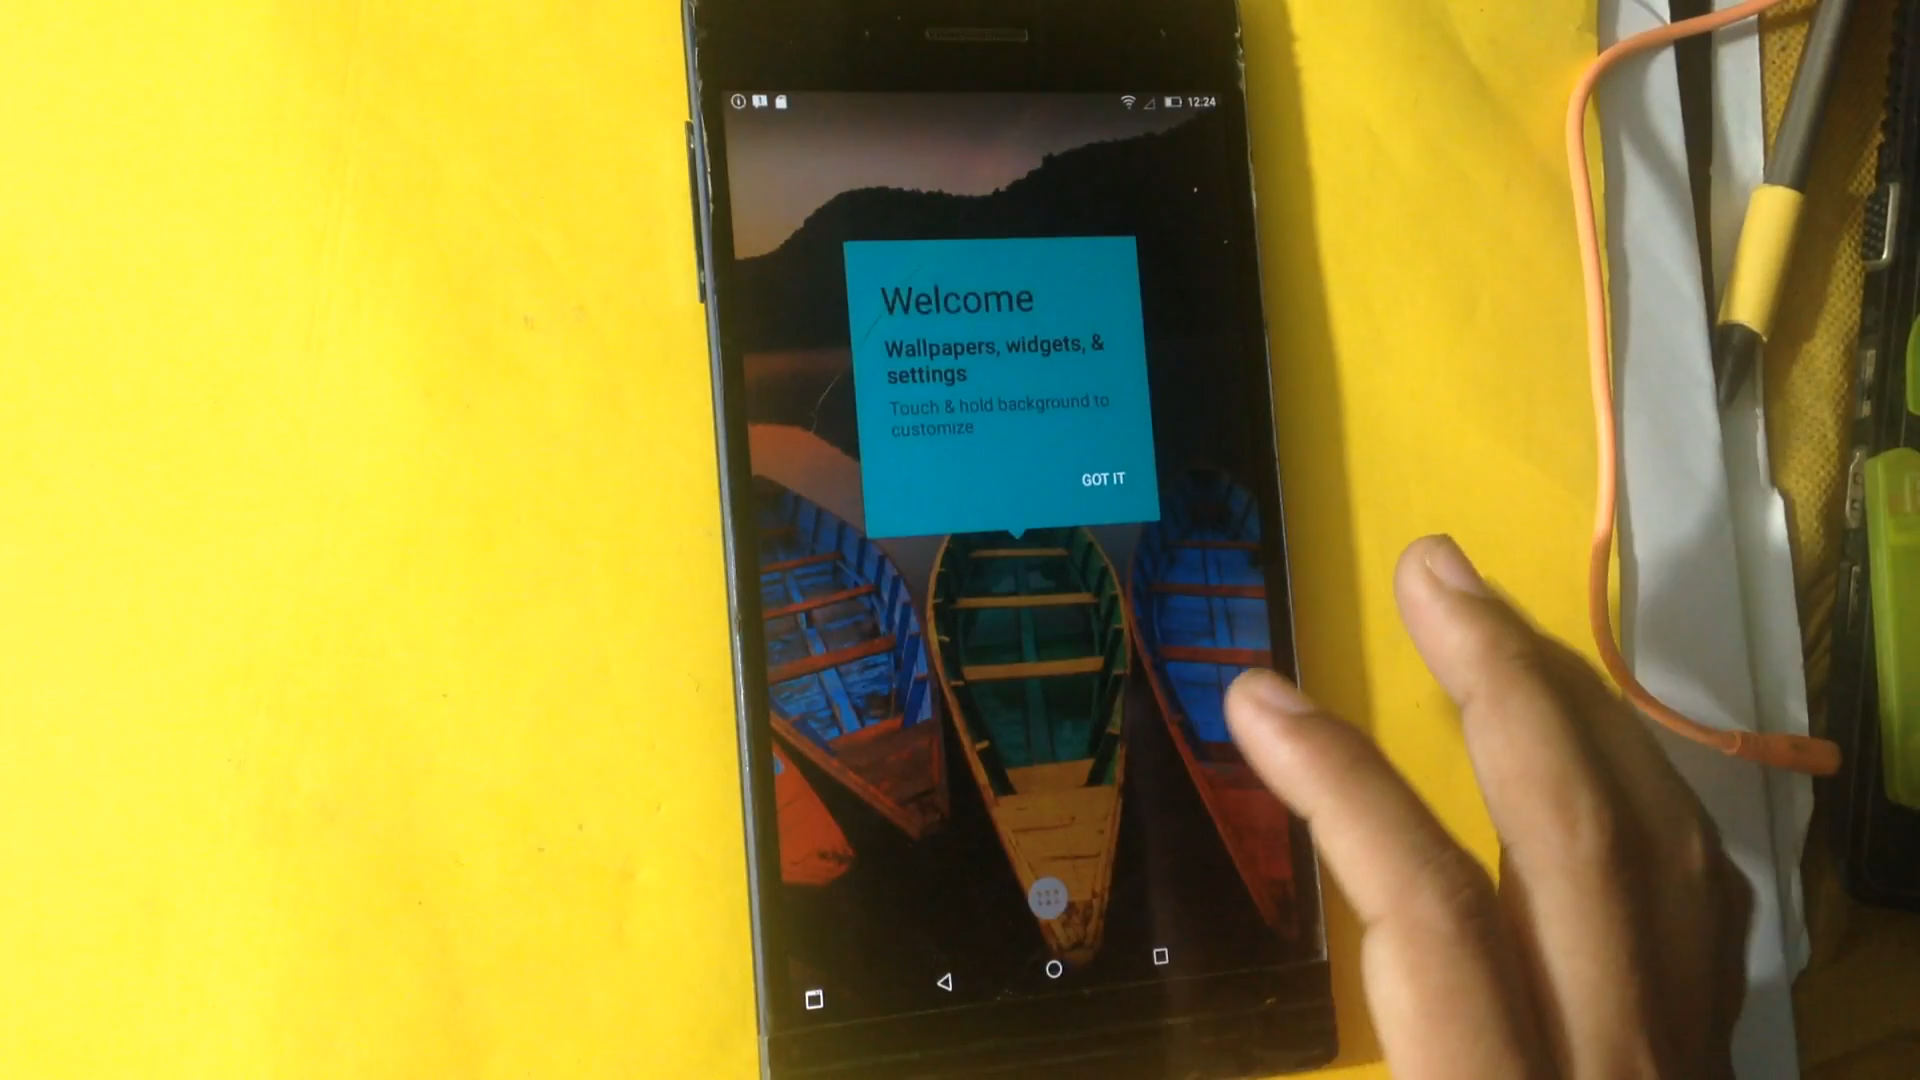 12:24
Welcome
Wallpapers, widgets, &
settings
Touch & hold background to
customize
GOT IT